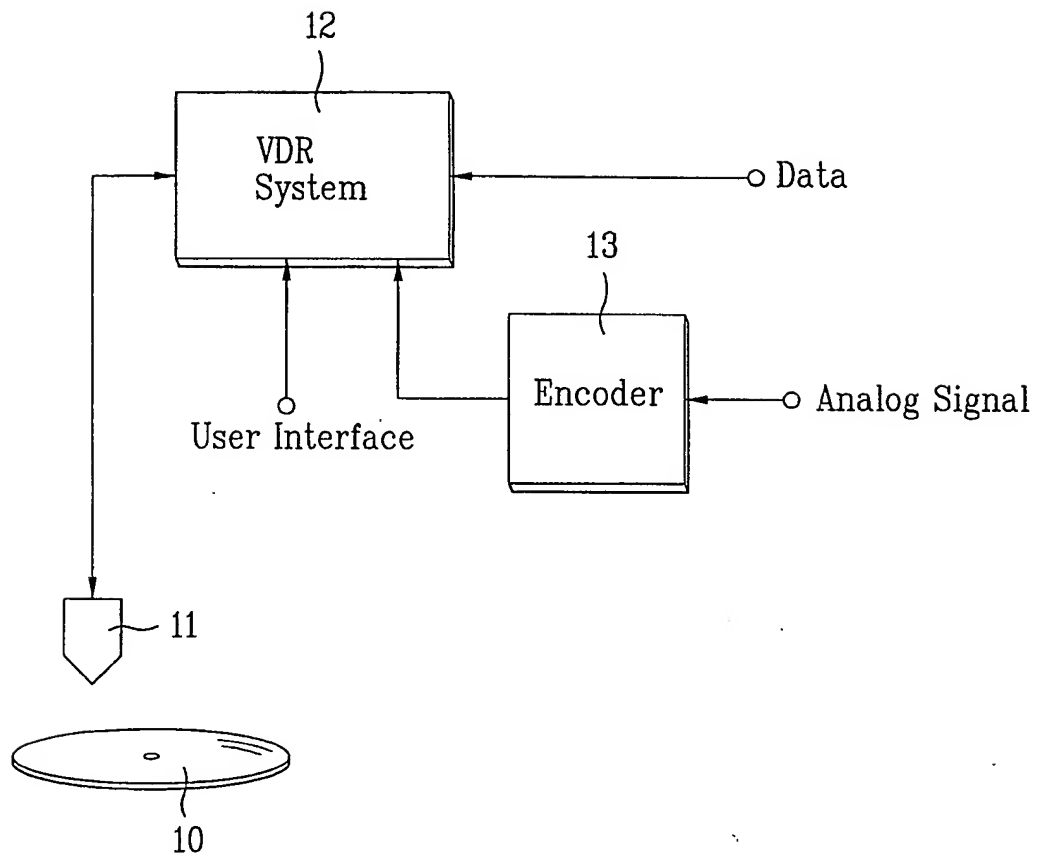 12
VDR
System
Data
13
Encoder
Analog Signal
User Interface
11
10